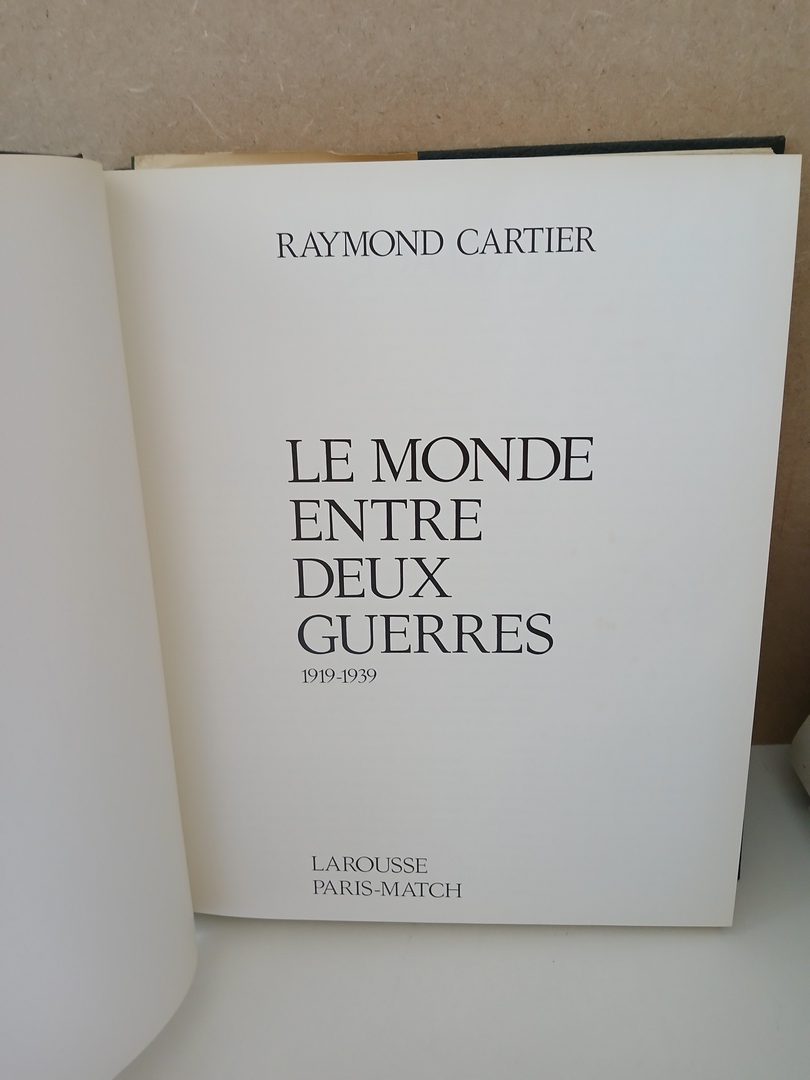 RAYMOND CARTIER
LE MONDE
ENTRE
DEUX
GUERRES
1919-1939
LAROUSSE
PARIS-MATCH